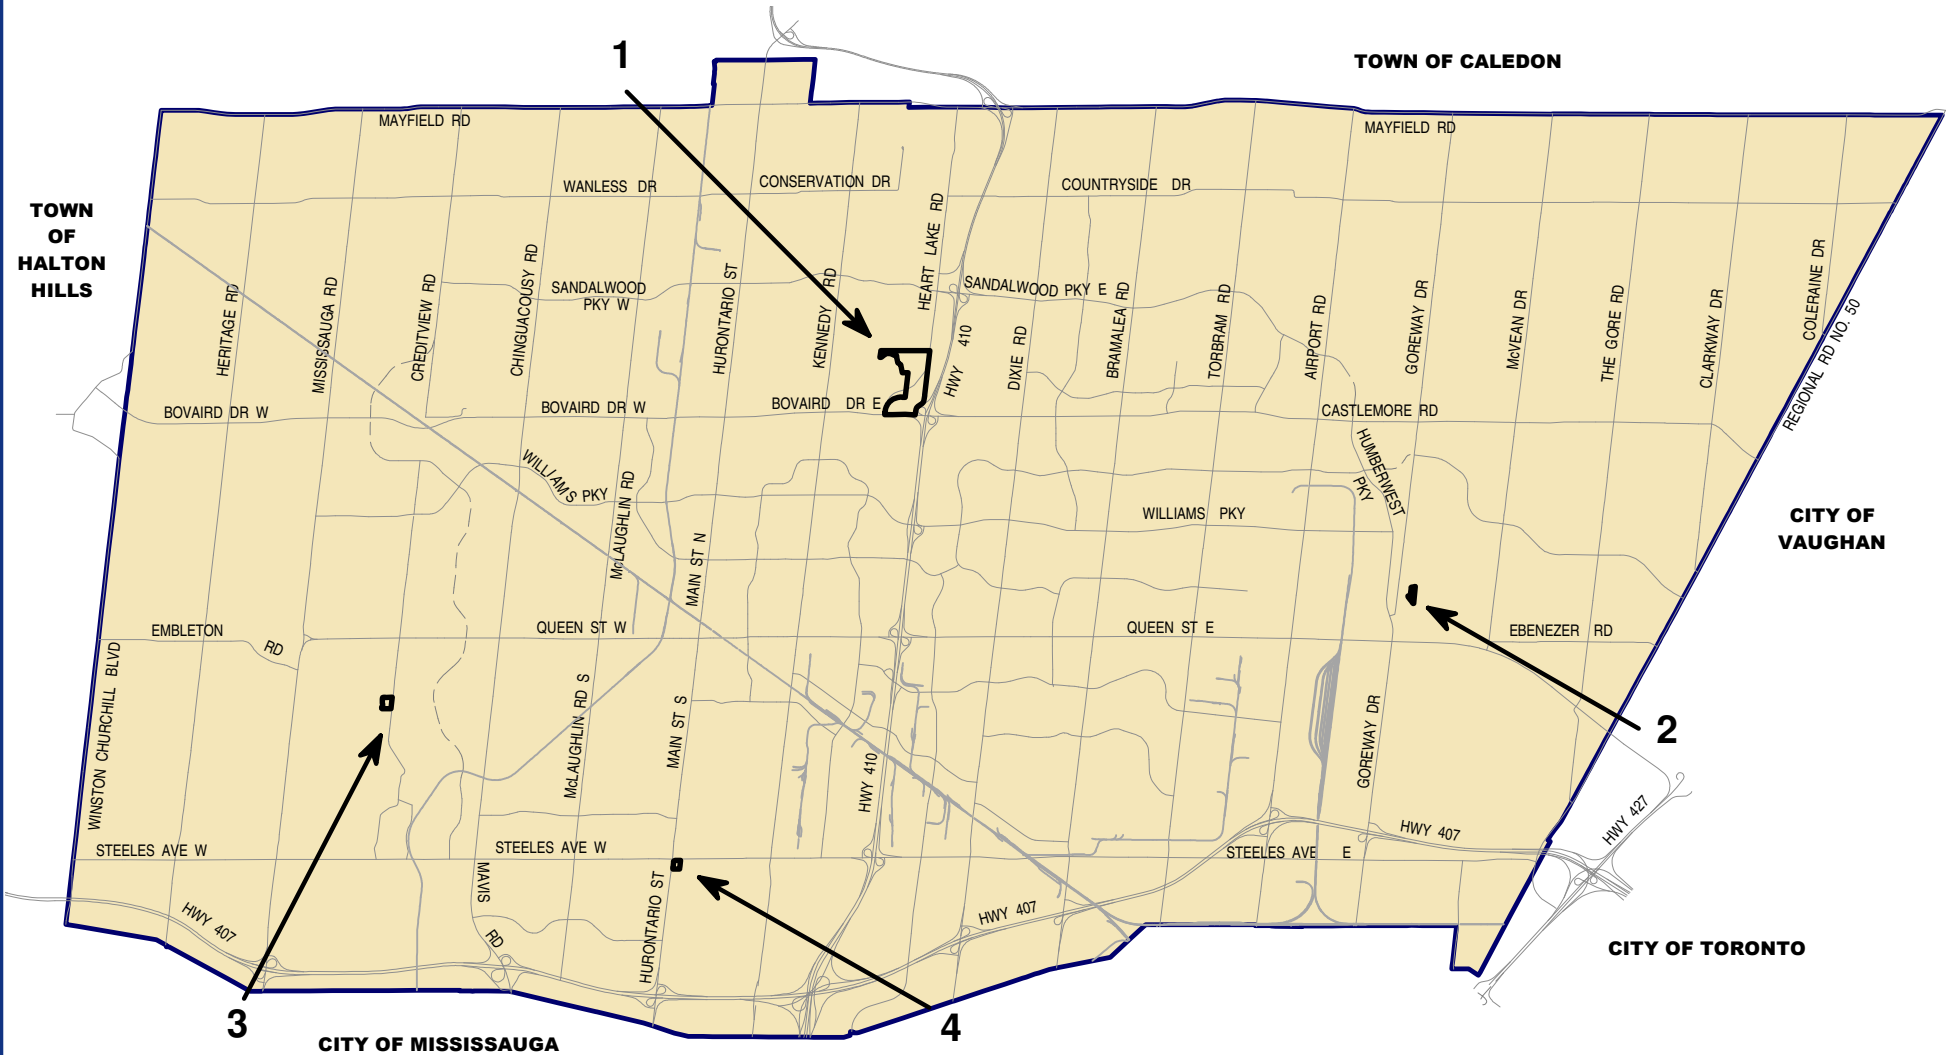 1
TOWN OF CALEDON
MAYFIELD RD
MAYFIELD RD
WANLESS DR
CONSERVATION DR
COUNTRYSIDE DR
TOWN
OF
HALTON
HILLS
HERITAGE RD
MISSISSAUGA RD
CREDITVIEW RD
CHINGUACOUSY RD
SANDALWOOD
PKY W
HURONTARIO ST
KENNEDY RD
HEART LAKE RD
SANDALWOOD PKY E
HWY 410
DIXIE RD
BRAMALEA RD
TORBRAM RD
AIRPORT RD
GOREWAY DR
McVEAN DR
THE GORE RD
CLARKWAY DR
COLERAINE DR
REGIONAL RD NO. 50
BOVAIRD DR W
BOVAIRD DR W
BOVAIRD DR E
CASTLEMORE RD
WILLIAMS PKY
McLAUGHLIN RD
HUMBERWEST
PKY
WILLIAMS PKY
MAIN ST N
CITY OF
VAUGHAN
EMBLETON
RD
QUEEN ST W
QUEEN ST E
EBENEZER RD
WINSTON CHURCHILL BLVD
McLAUGHLIN RD S
MAIN ST S
GOREWAY DR
2
HWY 410
HWY 407
HWY 427
STEELES AVE W
STEELES AVE W
STEELES AVE E
MAVIS
RD
HURONTARIO ST
HWY 407
HWY 407
CITY OF TORONTO
3
4
CITY OF MISSISSAUGA